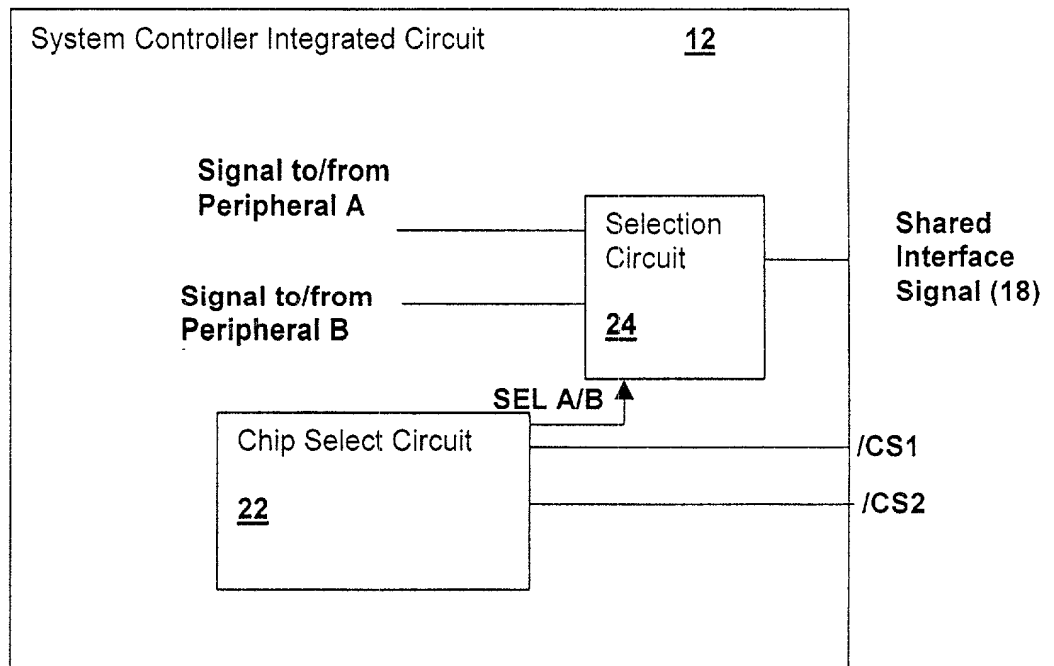 System Controller Integrated Circuit 12
Signal to/from
Peripheral A
Signal to/from
Peripheral B
Selection
Circuit
24
Shared
Interface
Signal (18)
SEL A/B
Chip Select Circuit
22
/CS1
/CS2